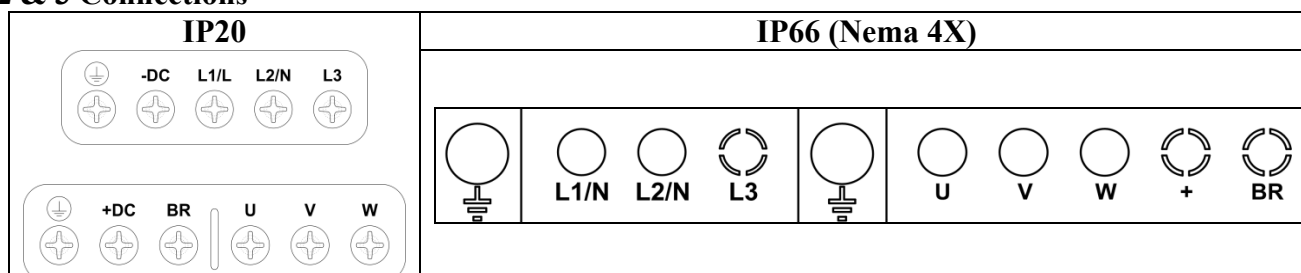 2 & 3 Connections
IP20
IP66 (Nema 4X)
-DC L1/L L2/N L3
L1/N L2/N L3 U V W + BR
+DC BR U V W